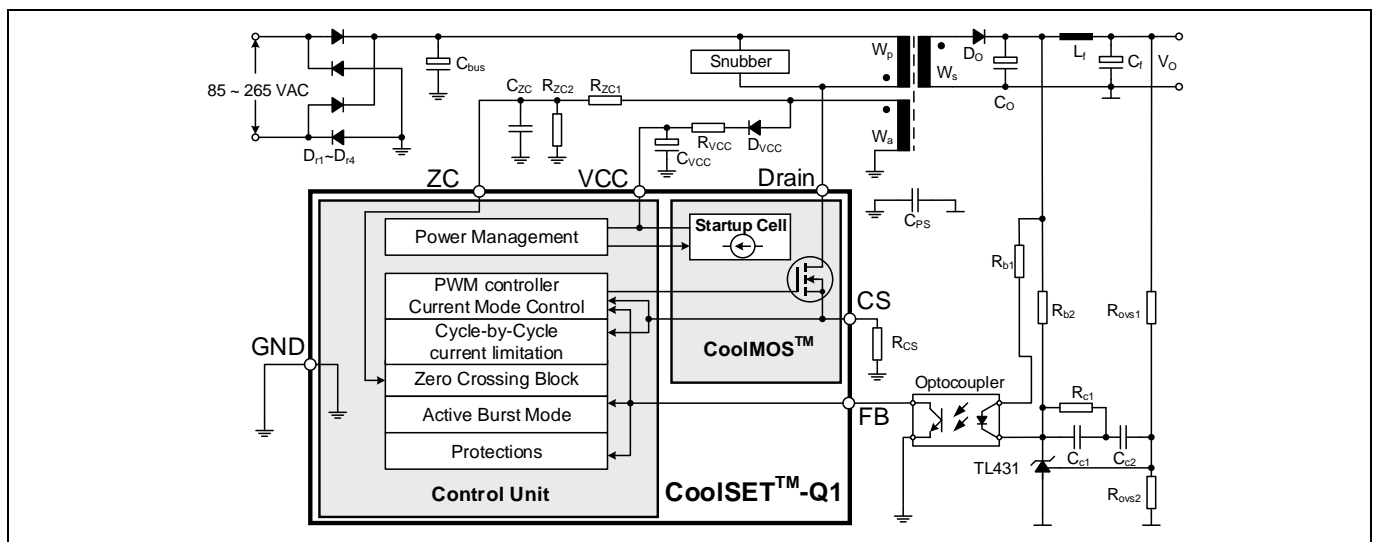 85 ~ 265 VAC
Dr1~Dr4
Cbus
Snubber
Wp
Ws
Wa
DO
CO
Lf
Cf
VO
CZC
RZC2
RZC1
RVCC
DVCC
CVCC
ZC
VCC
Drain
CPS
Power Management
Startup Cell
PWM controller
Current Mode Control
Cycle-by-Cycle
current limitation
Zero Crossing Block
Active Burst Mode
Protections
Control Unit
CoolMOS™
CoolSET™-Q1
GND
CS
RCS
FB
Optocoupler
Rb1
Rb2
Rovs1
Rc1
Cc1
Cc2
TL431
Rovs2